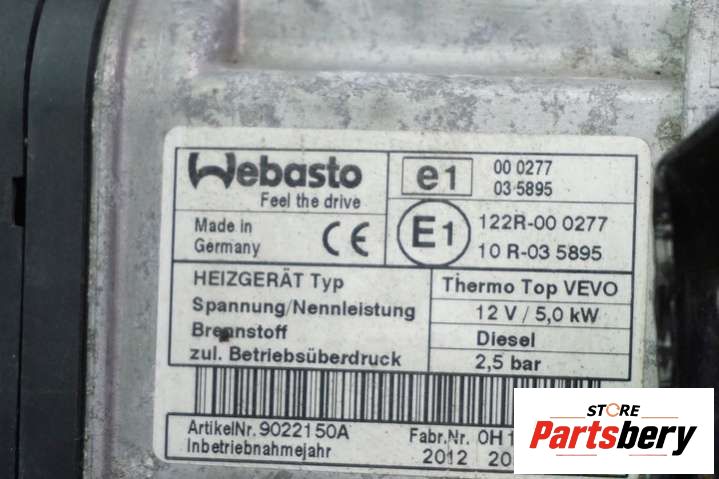 Webasto
Feel the drive
e1
00 0277
03 5895
Made in
Germany
CE
E1
122R-00 0277
10 R-03 5895
HEIZGERÄT Typ
Thermo Top VEVO
Spannung/Nennleistung
12 V / 5,0 kW
Brennstoff
Diesel
zul. Betriebsüberdruck
2,5 bar
ArtikelNr. 9022150A
Fabr.Nr. OH
Inbetriebnahmejahr
2012
STORE
Partsbery